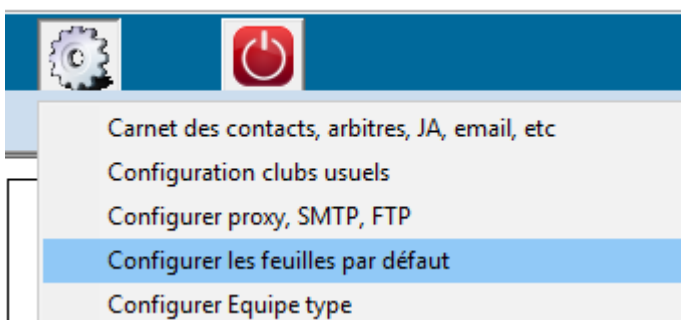 Carnet des contacts, arbitres, JA, email, etc
Configuration clubs usuels
Configurer proxy, SMTP, FTP
Configurer les feuilles par défaut
Configurer Equipe type